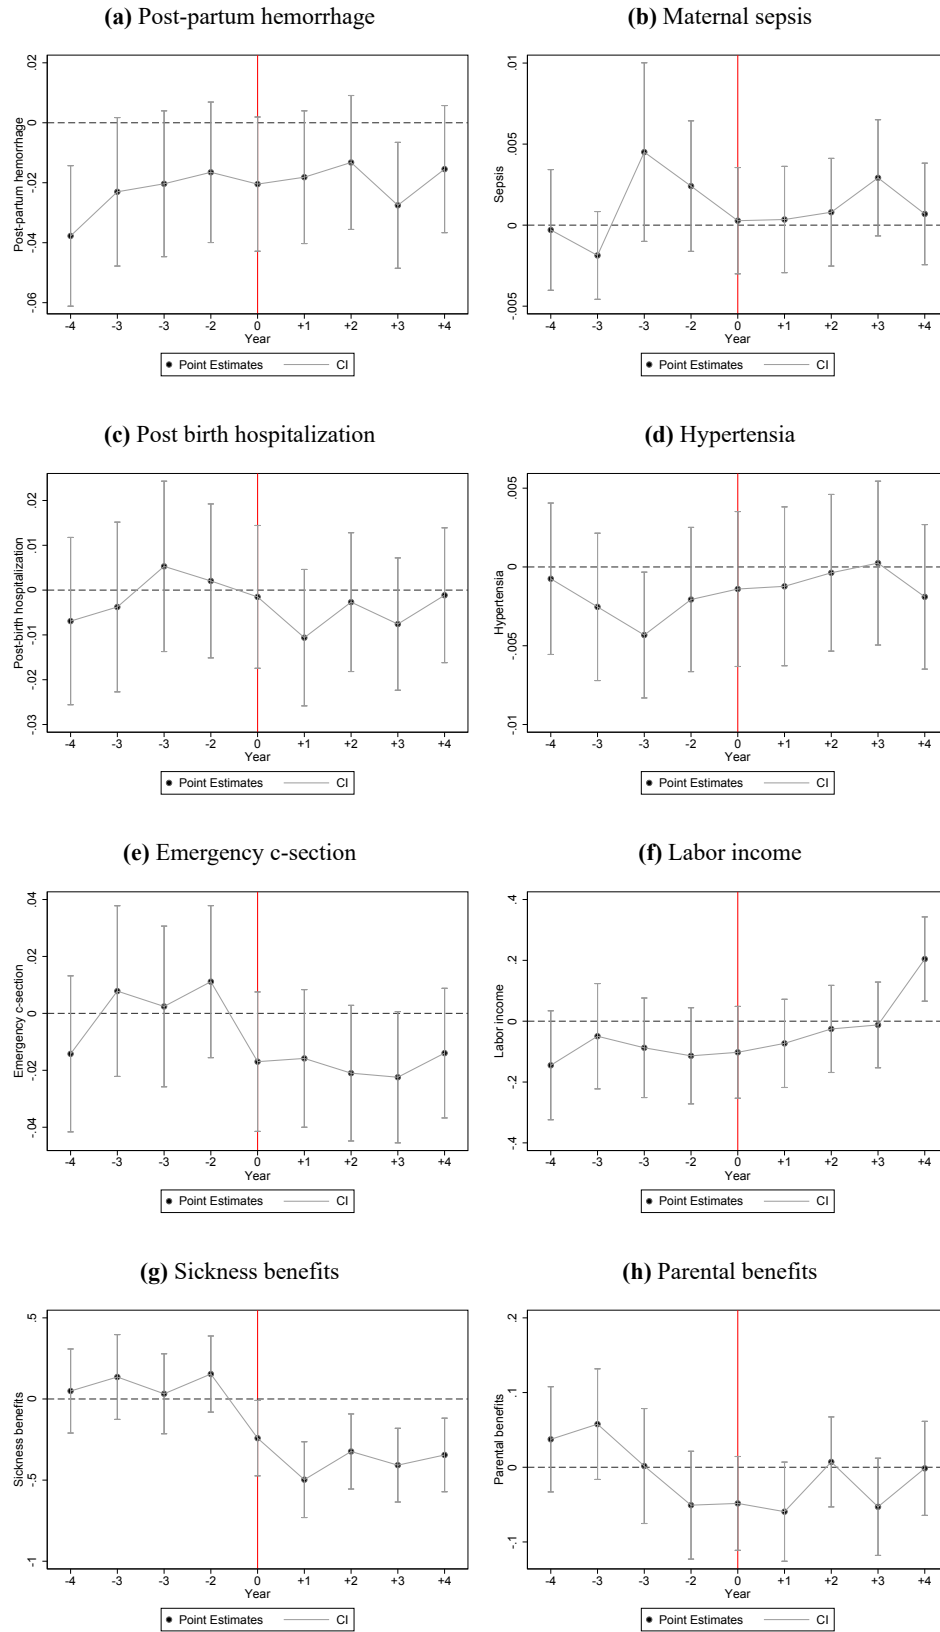 (a) Post-partum hemorrhage
Post-partum hemorrhage
.02
0
-.02
-.04
-.06
-4 -3 -3 -2 0 +1 +2 +3 +4
Year
Point Estimates CI
(b) Maternal sepsis
Sepsis
.01
.005
0
-.005
-4 -3 -3 -2 0 +1 +2 +3 +4
Year
Point Estimates CI
(c) Post birth hospitalization
Post-birth hospitalization
.02
.01
0
-.01
-.02
-.03
-4 -3 -3 -2 0 +1 +2 +3 +4
Year
Point Estimates CI
(d) Hypertensia
Hypertensia
.005
0
-.005
-.01
-4 -3 -3 -2 0 +1 +2 +3 +4
Year
Point Estimates CI
(e) Emergency c-section
Emergency c-section
.04
.02
0
-.02
-.04
-4 -3 -3 -2 0 +1 +2 +3 +4
Year
Point Estimates CI
(f) Labor income
Labor income
.4
.2
0
-.2
-.4
-4 -3 -3 -2 0 +1 +2 +3 +4
Year
Point Estimates CI
(g) Sickness benefits
Sickness benefits
.5
0
-.5
-1
-4 -3 -3 -2 0 +1 +2 +3 +4
Year
Point Estimates CI
(h) Parental benefits
Parental benefits
.2
.1
0
-.1
-4 -3 -3 -2 0 +1 +2 +3 +4
Year
Point Estimates CI